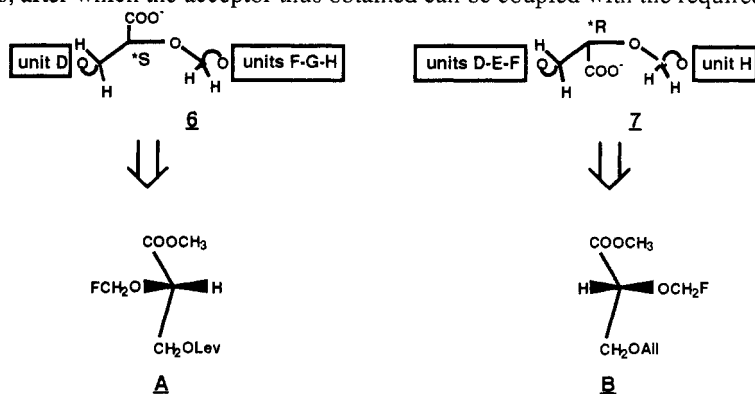 s, after which the acceptor thus obtained can be coupled with the required
COO⁻ *R
H O H O
unit D O *S O units F-G-H units D-E-F O COO⁻ O unit H
H H H H H H
6 7
COOCH₃ COOCH₃
FCH₂O H H OCH₂F
CH₂OLev CH₂OAll
A B